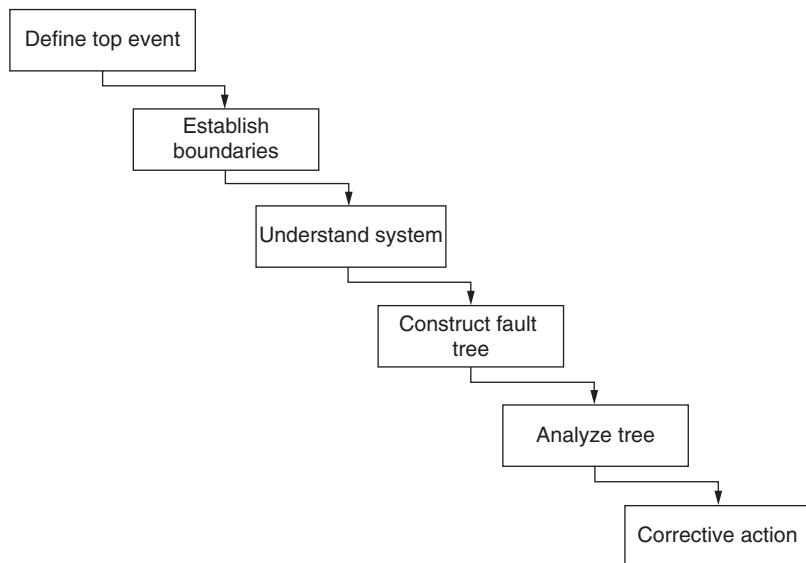 Define top event
Establish
boundaries
Understand system
Construct fault
tree
Analyze tree
Corrective action